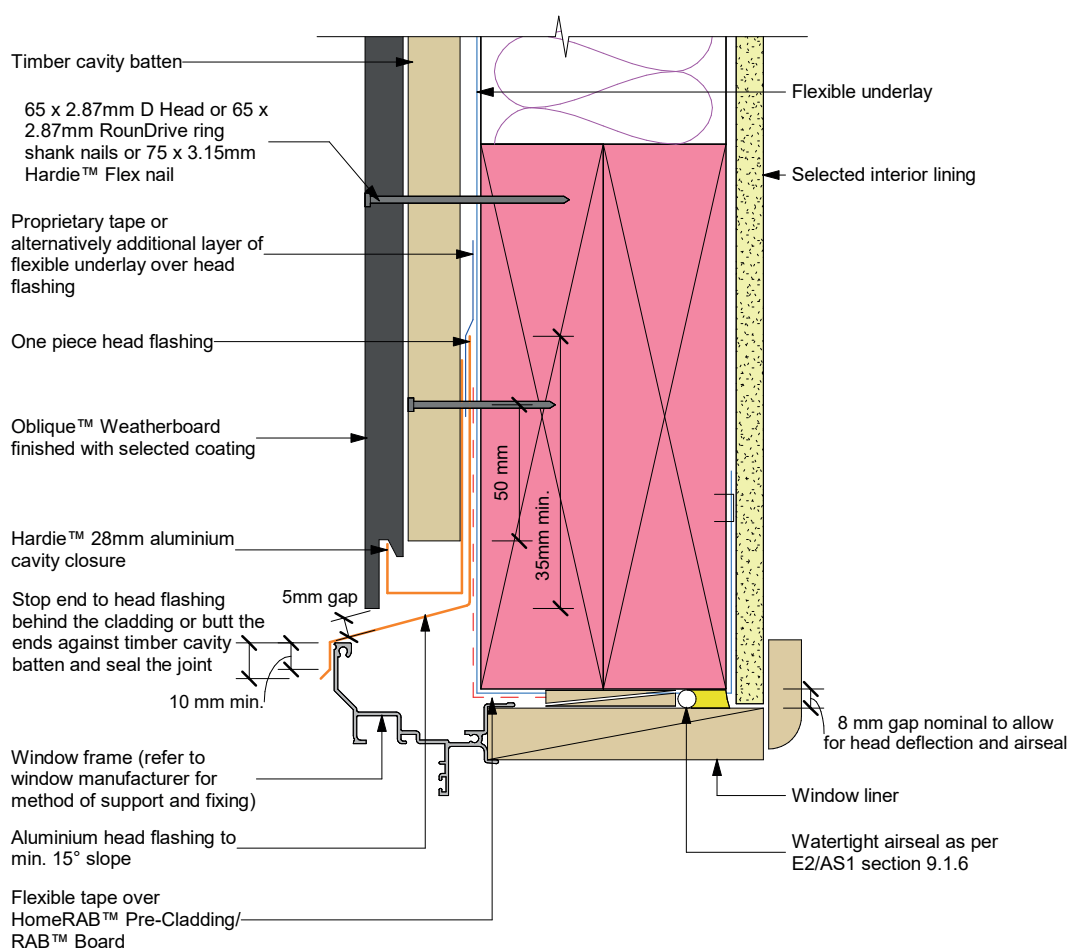 Timber cavity batten
65 x 2.87mm D Head or 65 x
2.87mm RounDrive ring
shank nails or 75 x 3.15mm
Hardie™ Flex nail
Proprietary tape or
alternatively additional layer of
flexible underlay over head
flashing
One piece head flashing
Oblique™ Weatherboard
finished with selected coating
Hardie™ 28mm aluminium
cavity closure
Stop end to head flashing
behind the cladding or butt the
ends against timber cavity
batten and seal the joint
5mm gap
10 mm min.
Window frame (refer to
window manufacturer for
method of support and fixing)
Aluminium head flashing to
min. 15° slope
Flexible tape over
HomeRAB™ Pre-Cladding/
RAB™ Board
50 mm
35mm min.
Flexible underlay
Selected interior lining
8 mm gap nominal to allow
for head deflection and airseal
Window liner
Watertight airseal as per
E2/AS1 section 9.1.6